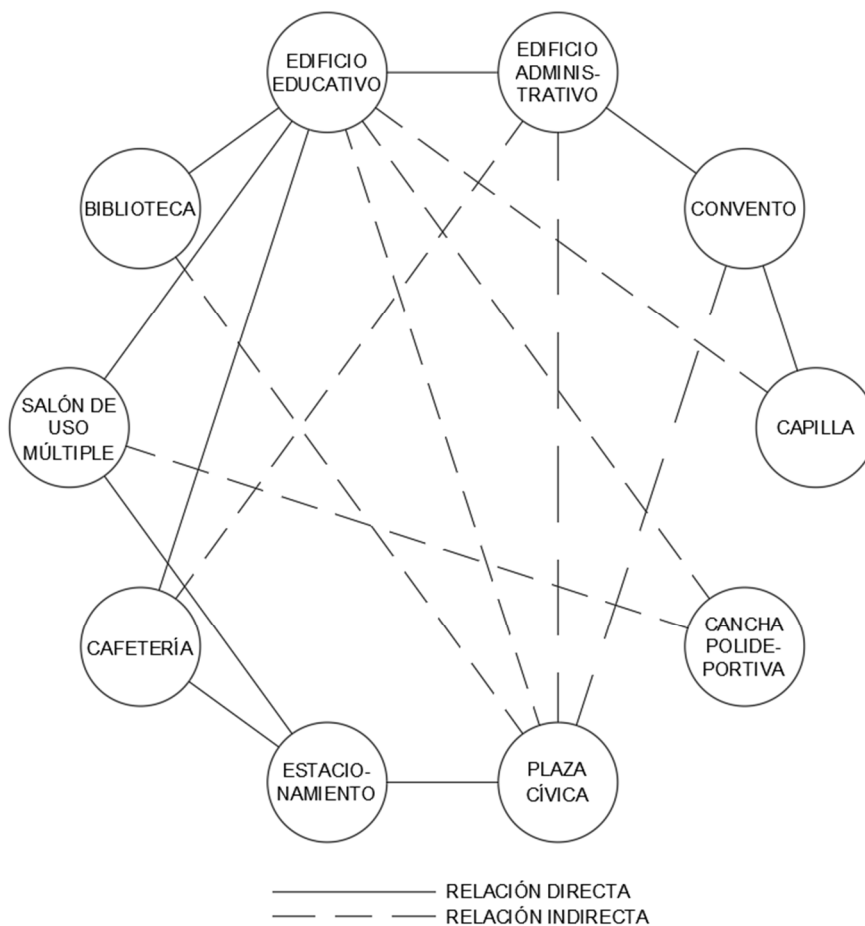 EDIFICIO
EDUCATIVO
EDIFICIO
ADMINIS-
TRATIVO
BIBLIOTECA
CONVENTO
SALÓN DE
USO
MÚLTIPLE
CAPILLA
CAFETERÍA
CANCHA
POLIDE-
PORTIVA
ESTACIO-
NAMIENTO
PLAZA
CÍVICA
RELACIÓN DIRECTA
RELACIÓN INDIRECTA